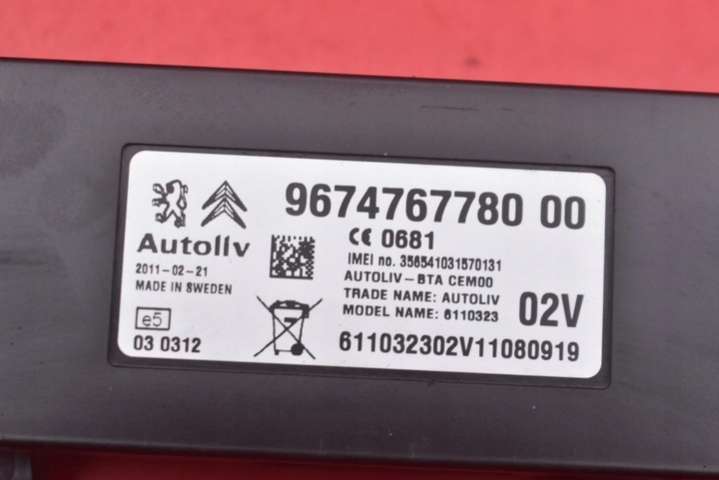 9674767780 00
Autoliv
CE 0681
2011-02-21
MADE IN SWEDEN
IMEI no. 356541031570131
AUTOLIV-BTA CEM00
TRADE NAME: AUTOLIV
MODEL NAME: 6110323
02V
e5
03 0312
611032302V11080919